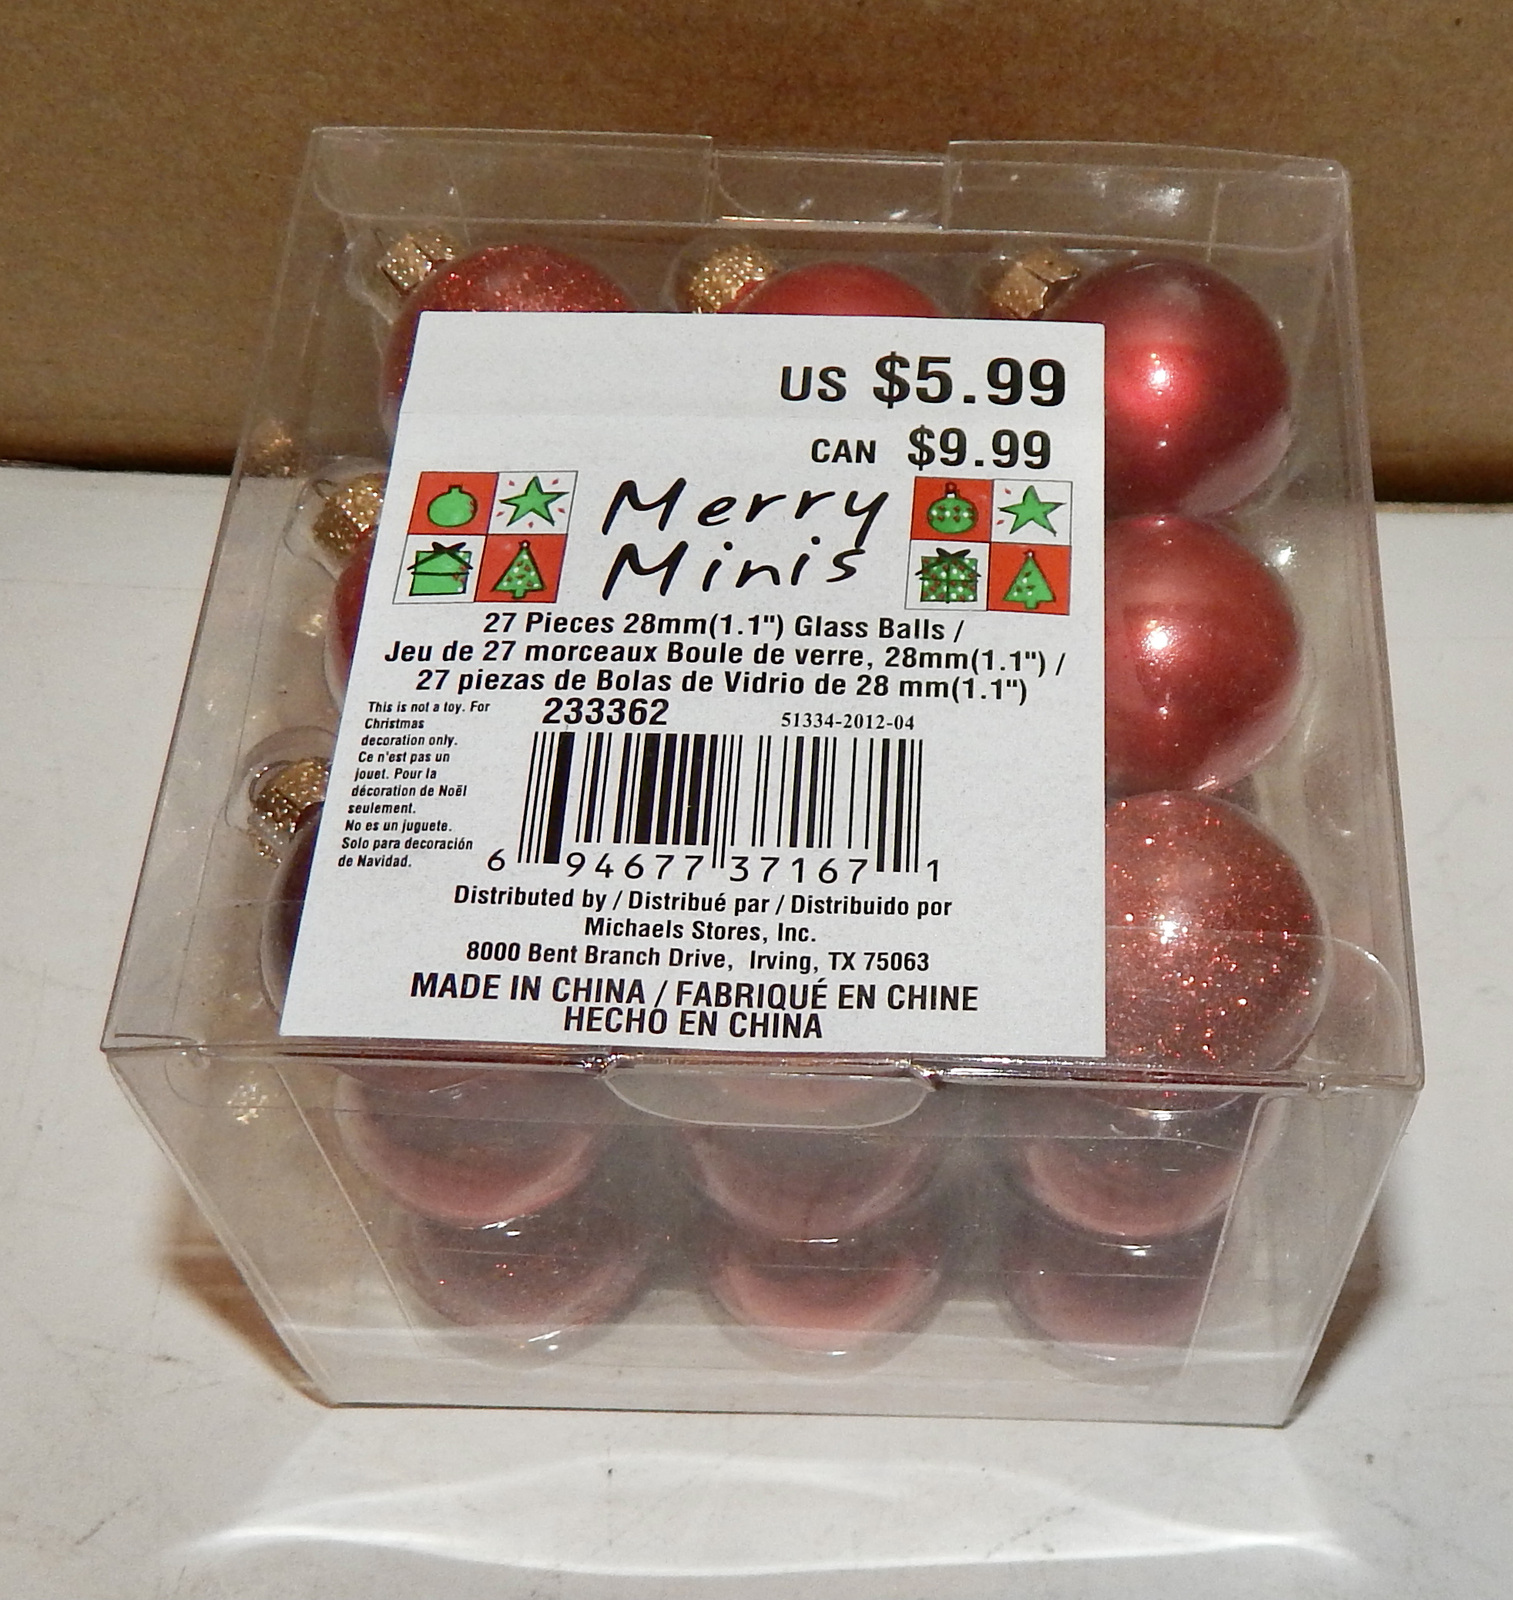 US $5.99
CAN $9.99
Merry
Minis
27 Pieces 28mm(1.1") Glass Balls /
Jeu de 27 morceaux Boule de verre, 28mm(1.1") /
27 piezas de Bolas de Vidrio de 28 mm(1.1")
This is not a toy. For
Christmas
decoration only.
Ce n'est pas un
jouet. Pour la
décoration de Noël
seulement.
No es un juguete.
Solo para decoración
de Navidad.
233362 51334-2012-04
6 94677 37167 1
Distributed by / Distribué par / Distribuido por
Michaels Stores, Inc.
8000 Bent Branch Drive, Irving, TX 75063
MADE IN CHINA / FABRIQUÉ EN CHINE
HECHO EN CHINA